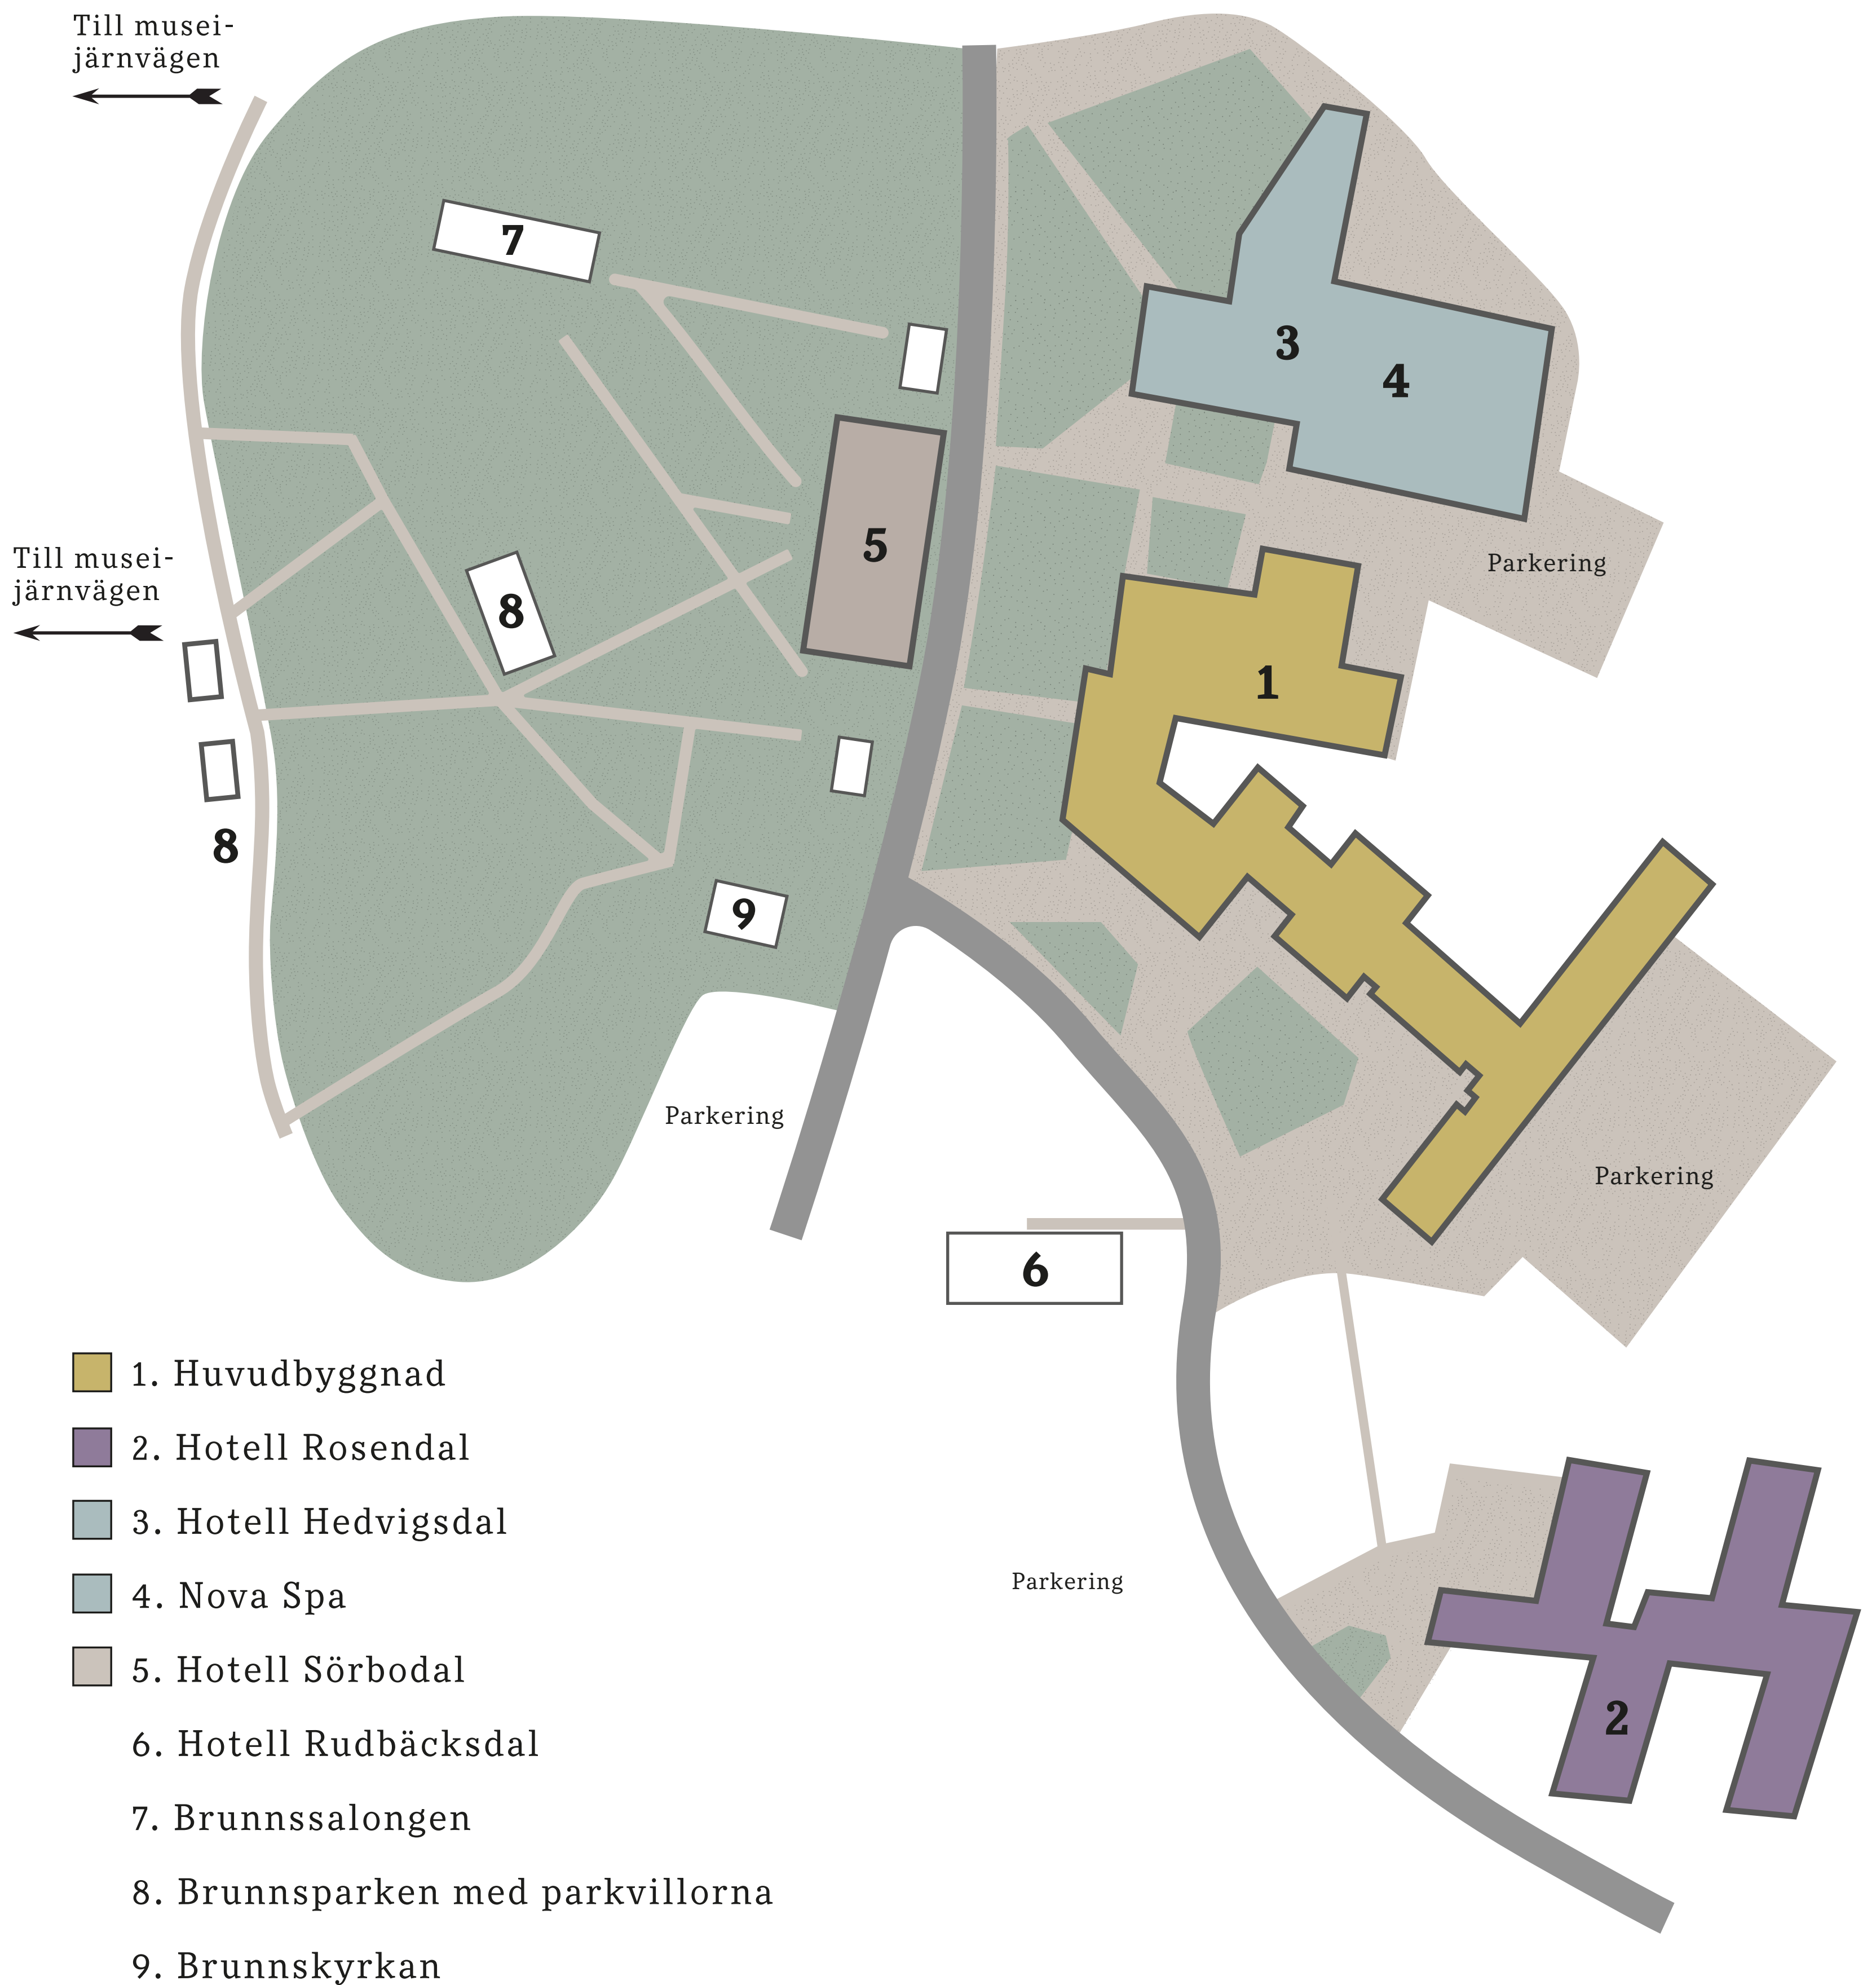 Till musei-
järnvägen
7
3
4
5
Parkering
Till musei-
järnvägen
8
1
8
9
Parkering
Parkering
6
1. Huvudbyggnad
2. Hotell Rosendal
3. Hotell Hedvigsdal
4. Nova Spa
Parkering
5. Hotell Sörbodal
2
6. Hotell Rudbäcksdal
7. Brunnssalongen
8. Brunnsparken med parkvillorna
9. Brunnskyrkan